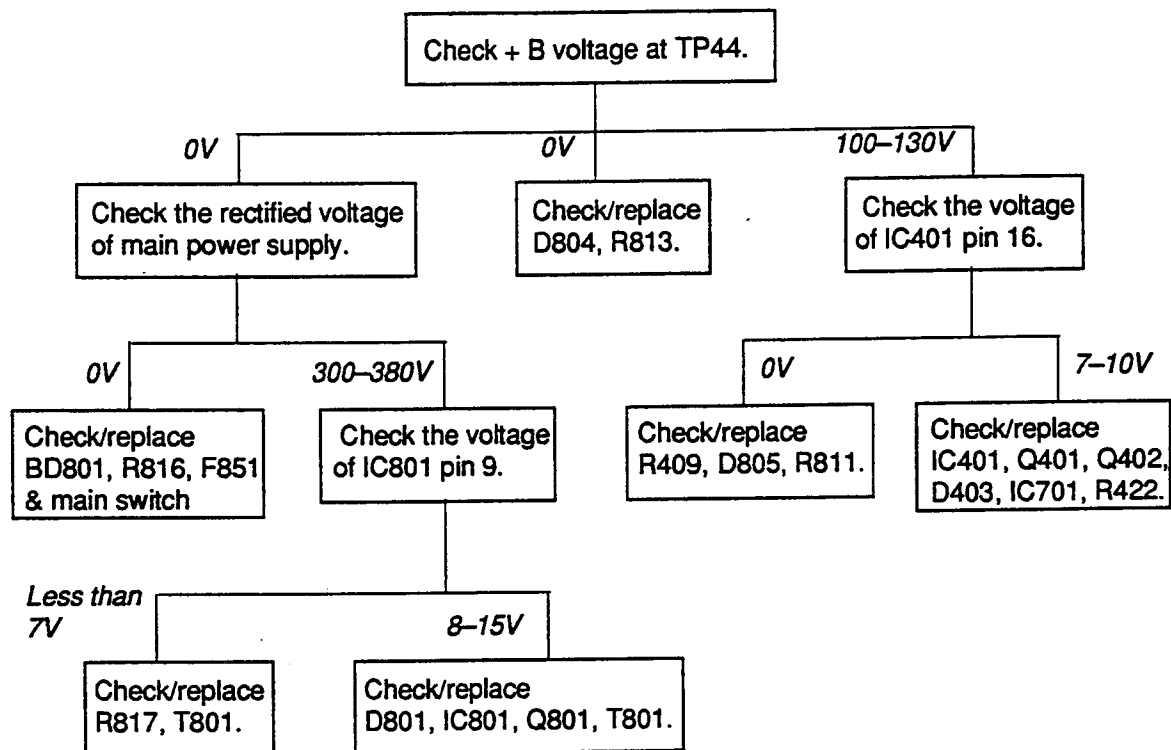 Check + B voltage at TP44.
0V
0V
100–130V
Check the rectified voltage
of main power supply.
Check/replace
D804, R813.
Check the voltage
of IC401 pin 16.
0V
300–380V
0V
7–10V
Check/replace
BD801, R816, F851
& main switch
Check the voltage
of IC801 pin 9.
Check/replace
R409, D805, R811.
Check/replace
IC401, Q401, Q402,
D403, IC701, R422.
Less than
7V
8–15V
Check/replace
R817, T801.
Check/replace
D801, IC801, Q801, T801.